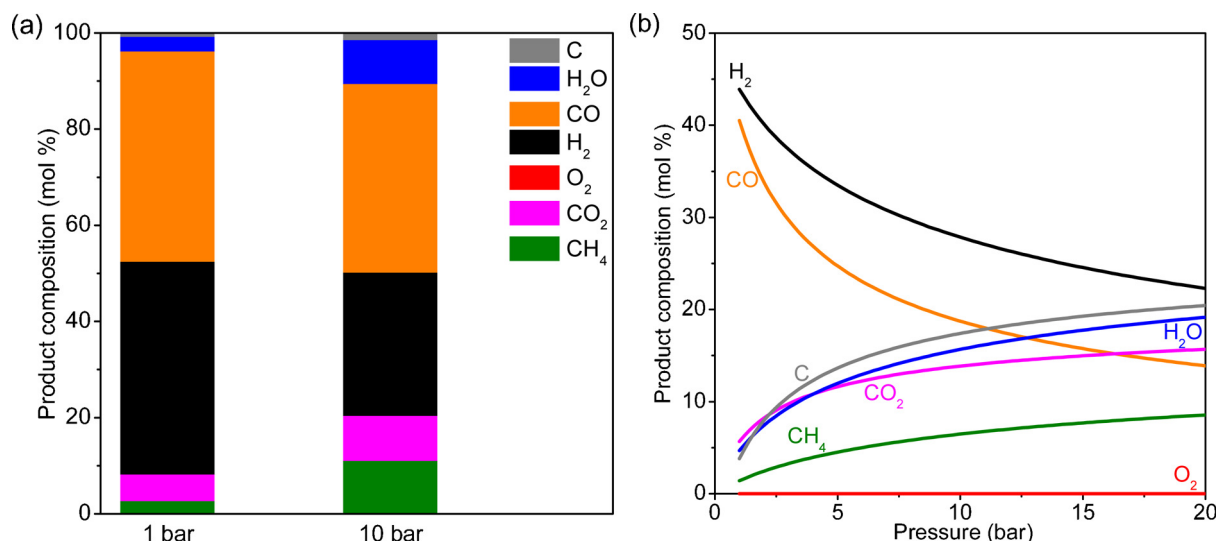 (a)
Product composition (mol %)
100
80
60
40
20
0
1 bar
10 bar
C
H₂O
CO
H₂
O₂
CO₂
CH₄
(b)
Product composition (mol %)
50
40
30
20
10
0
H₂
CO
C
H₂O
CO₂
CH₄
O₂
0
5
10
15
20
Pressure (bar)